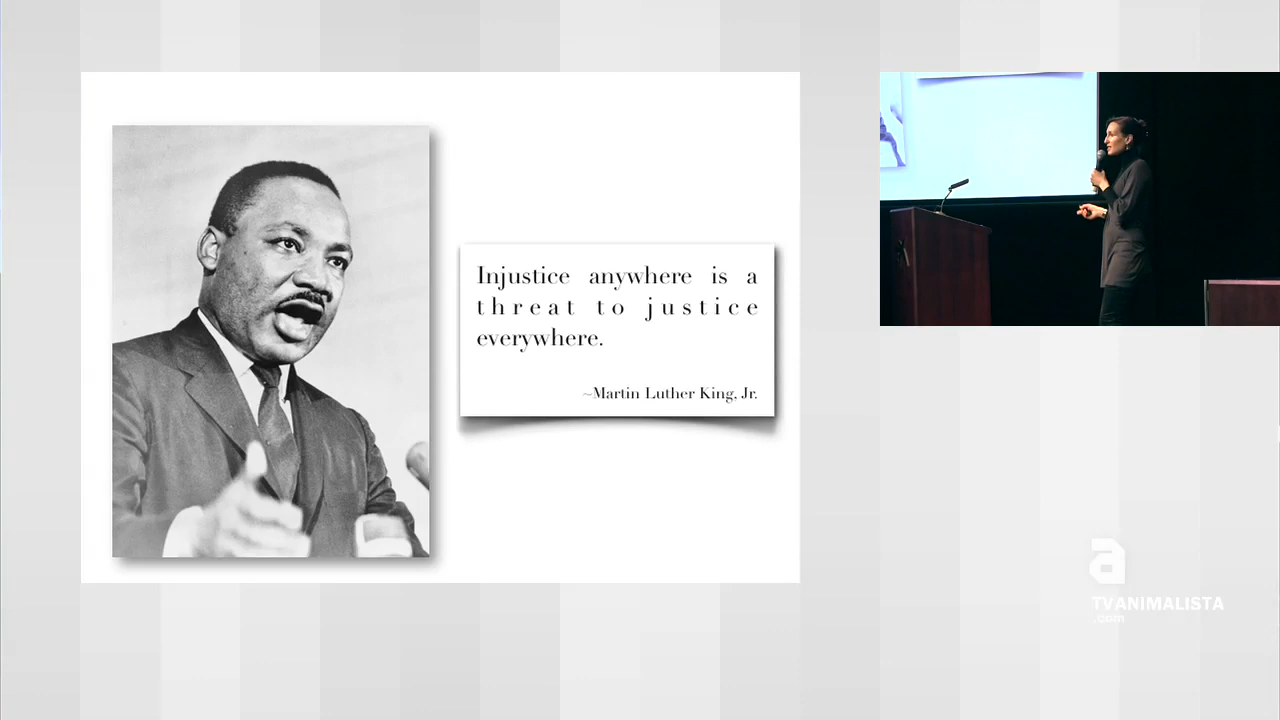 Injustice anywhere is a
threat to justice
everywhere.
~Martin Luther King, Jr.
a
TVANIMALISTA
.com